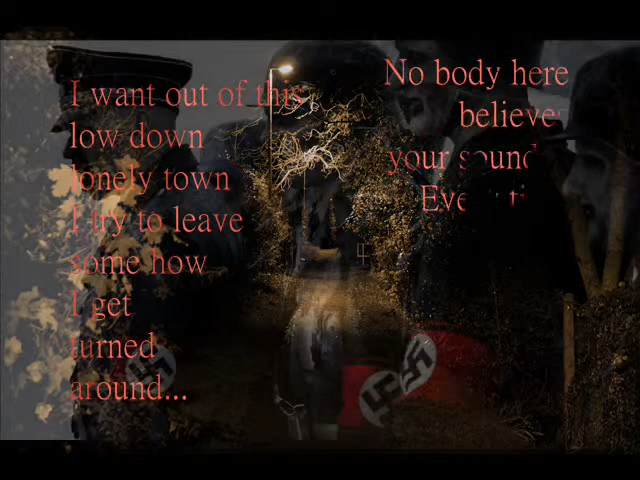 I want out of this
low down
lonely town
I try to leave
some how
I get
turned
around...
No body here
believe
your sound